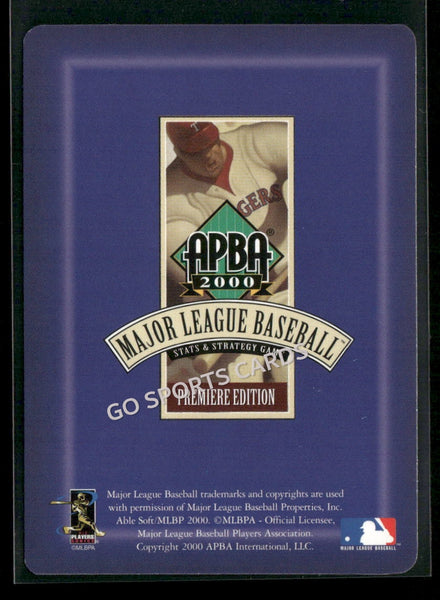 T
GERS
APBA®
2000
MAJOR LEAGUE BASEBALL™
STATS & STRATEGY GAME
GO SPORTS CARDS
PREMIERE EDITION
Major League Baseball trademarks and copyrights are used
with permission of Major League Baseball Properties, Inc.
Able Soft/MLBP 2000. ©MLBPA - Official Licensee,
Major League Baseball Players Association.
Copyright 2000 APBA International, LLC.
PLAYERS
CHOICE
©MLBPA
MAJOR LEAGUE BASEBALL